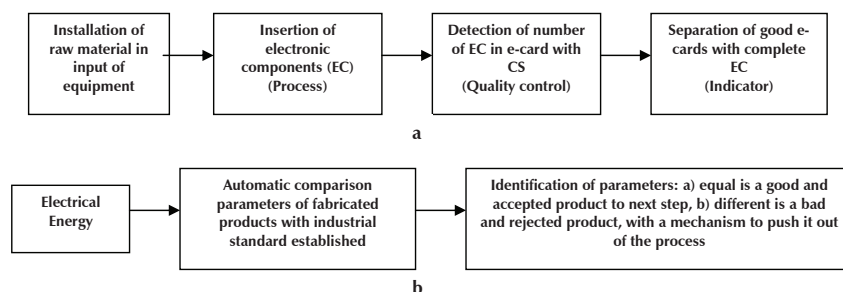 Installation of
raw material in
input of
equipment
Insertion of
electronic
components (EC)
(Process)
Detection of number
of EC in e-card with
CS
(Quality control)
Separation of good e-
cards with complete
EC
(Indicator)
a
Electrical
Energy
Automatic comparison
parameters of fabricated
products with industrial
standard established
Identification of parameters: a) equal is a good and
accepted product to next step, b) different is a bad
and rejected product, with a mechanism to push it out
of the process
b